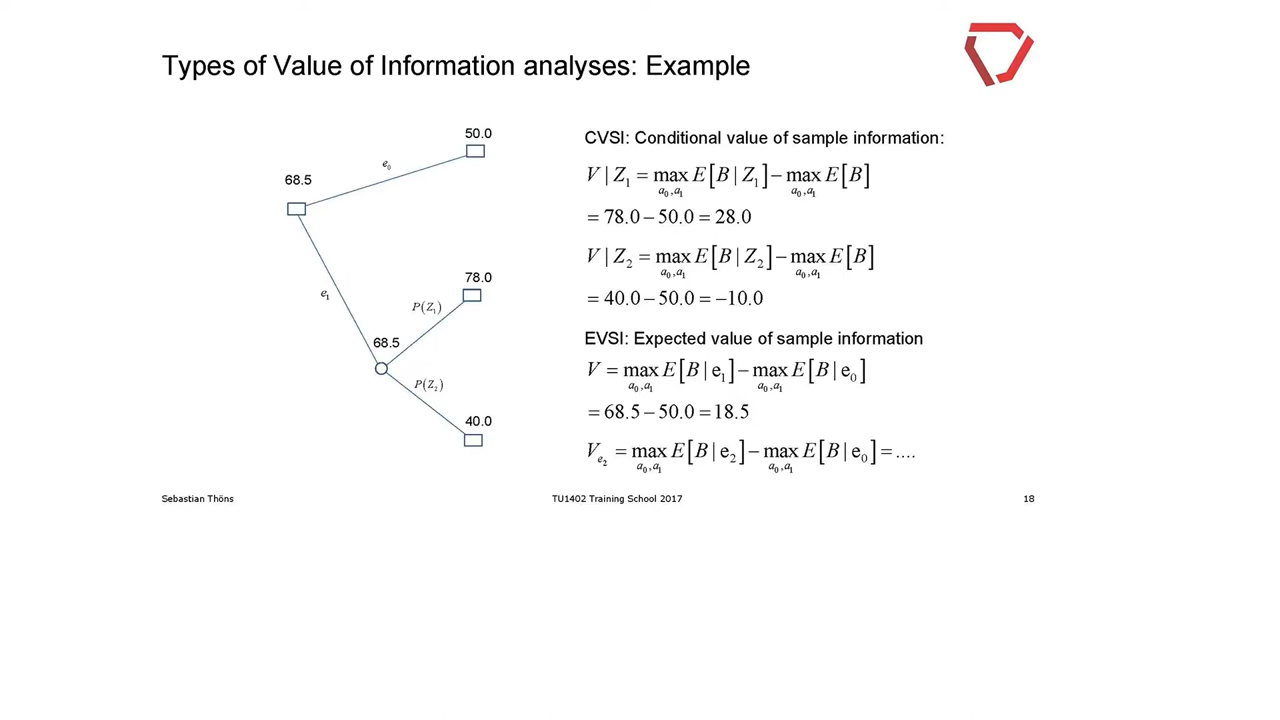 Types of Value of Information analyses: Example
50.0
e₀
68.5
e₁
78.0
P(Z₁)
68.5
P(Z₂)
40.0
CVSI: Conditional value of sample information:
V | Z₁ = max E[B | Z₁] − max E[B]
a₀,a₁ a₀,a₁
= 78.0 − 50.0 = 28.0
V | Z₂ = max E[B | Z₂] − max E[B]
a₀,a₁ a₀,a₁
= 40.0 − 50.0 = −10.0
EVSI: Expected value of sample information
V = max E[B | e₁] − max E[B | e₀]
a₀,a₁ a₀,a₁
= 68.5 − 50.0 = 18.5
Vₑ₂ = max E[B | e₂] − max E[B | e₀] = ....
a₀,a₁ a₀,a₁
Sebastian Thöns TU1402 Training School 2017 18